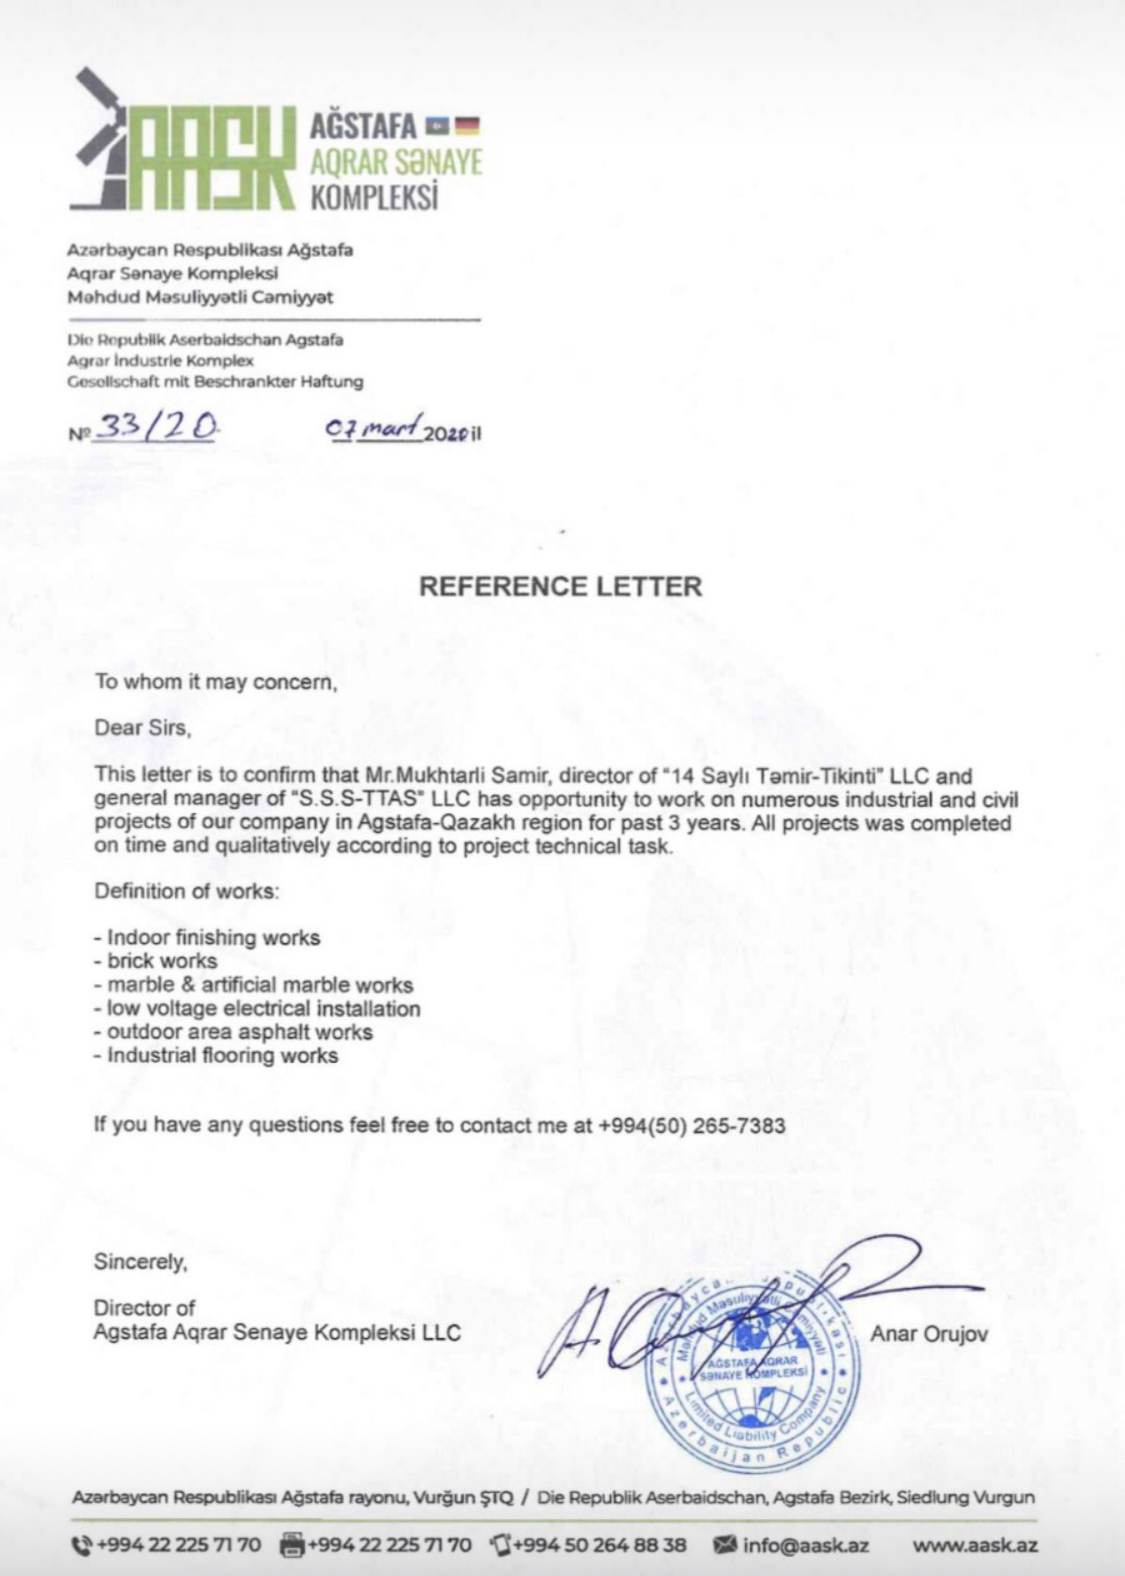 AASK
AĞSTAFA
AQRAR SƏNAYE
KOMPLEKSİ
Azərbaycan Respublikası Ağstafa
Aqrar Sənaye Kompleksi
Məhdud Məsuliyyətli Cəmiyyət
Die Republik Aserbaidschan Agstafa
Agrar İndustrie Komplex
Gesellschaft mit Beschrankter Haftung
№ 33/20 07 mart 2020 il
REFERENCE LETTER
To whom it may concern,
Dear Sirs,
This letter is to confirm that Mr.Mukhtarli Samir, director of "14 Saylı Təmir-Tikinti" LLC and
general manager of "S.S.S-TTAS" LLC has opportunity to work on numerous industrial and civil
projects of our company in Agstafa-Qazakh region for past 3 years. All projects was completed
on time and qualitatively according to project technical task.
Definition of works:
- Indoor finishing works
- brick works
- marble & artificial marble works
- low voltage electrical installation
- outdoor area asphalt works
- Industrial flooring works
If you have any questions feel free to contact me at +994(50) 265-7383
Sincerely,
Director of
Agstafa Aqrar Senaye Kompleksi LLC
Anar Orujov
Azərbaycan Respublikası
Məhdud Məsuliyyətli Cəmiyyəti
AĞSTAFA AQRAR
SƏNAYE KOMPLEKSİ
Limited Liability Company
Azerbaijan Republic
Azərbaycan Respublikası Ağstafa rayonu, Vurğun ŞTQ / Die Republik Aserbaidschan, Agstafa Bezirk, Siedlung Vurgun
+994 22 225 71 70 +994 22 225 71 70 +994 50 264 88 38 info@aask.az www.aask.az